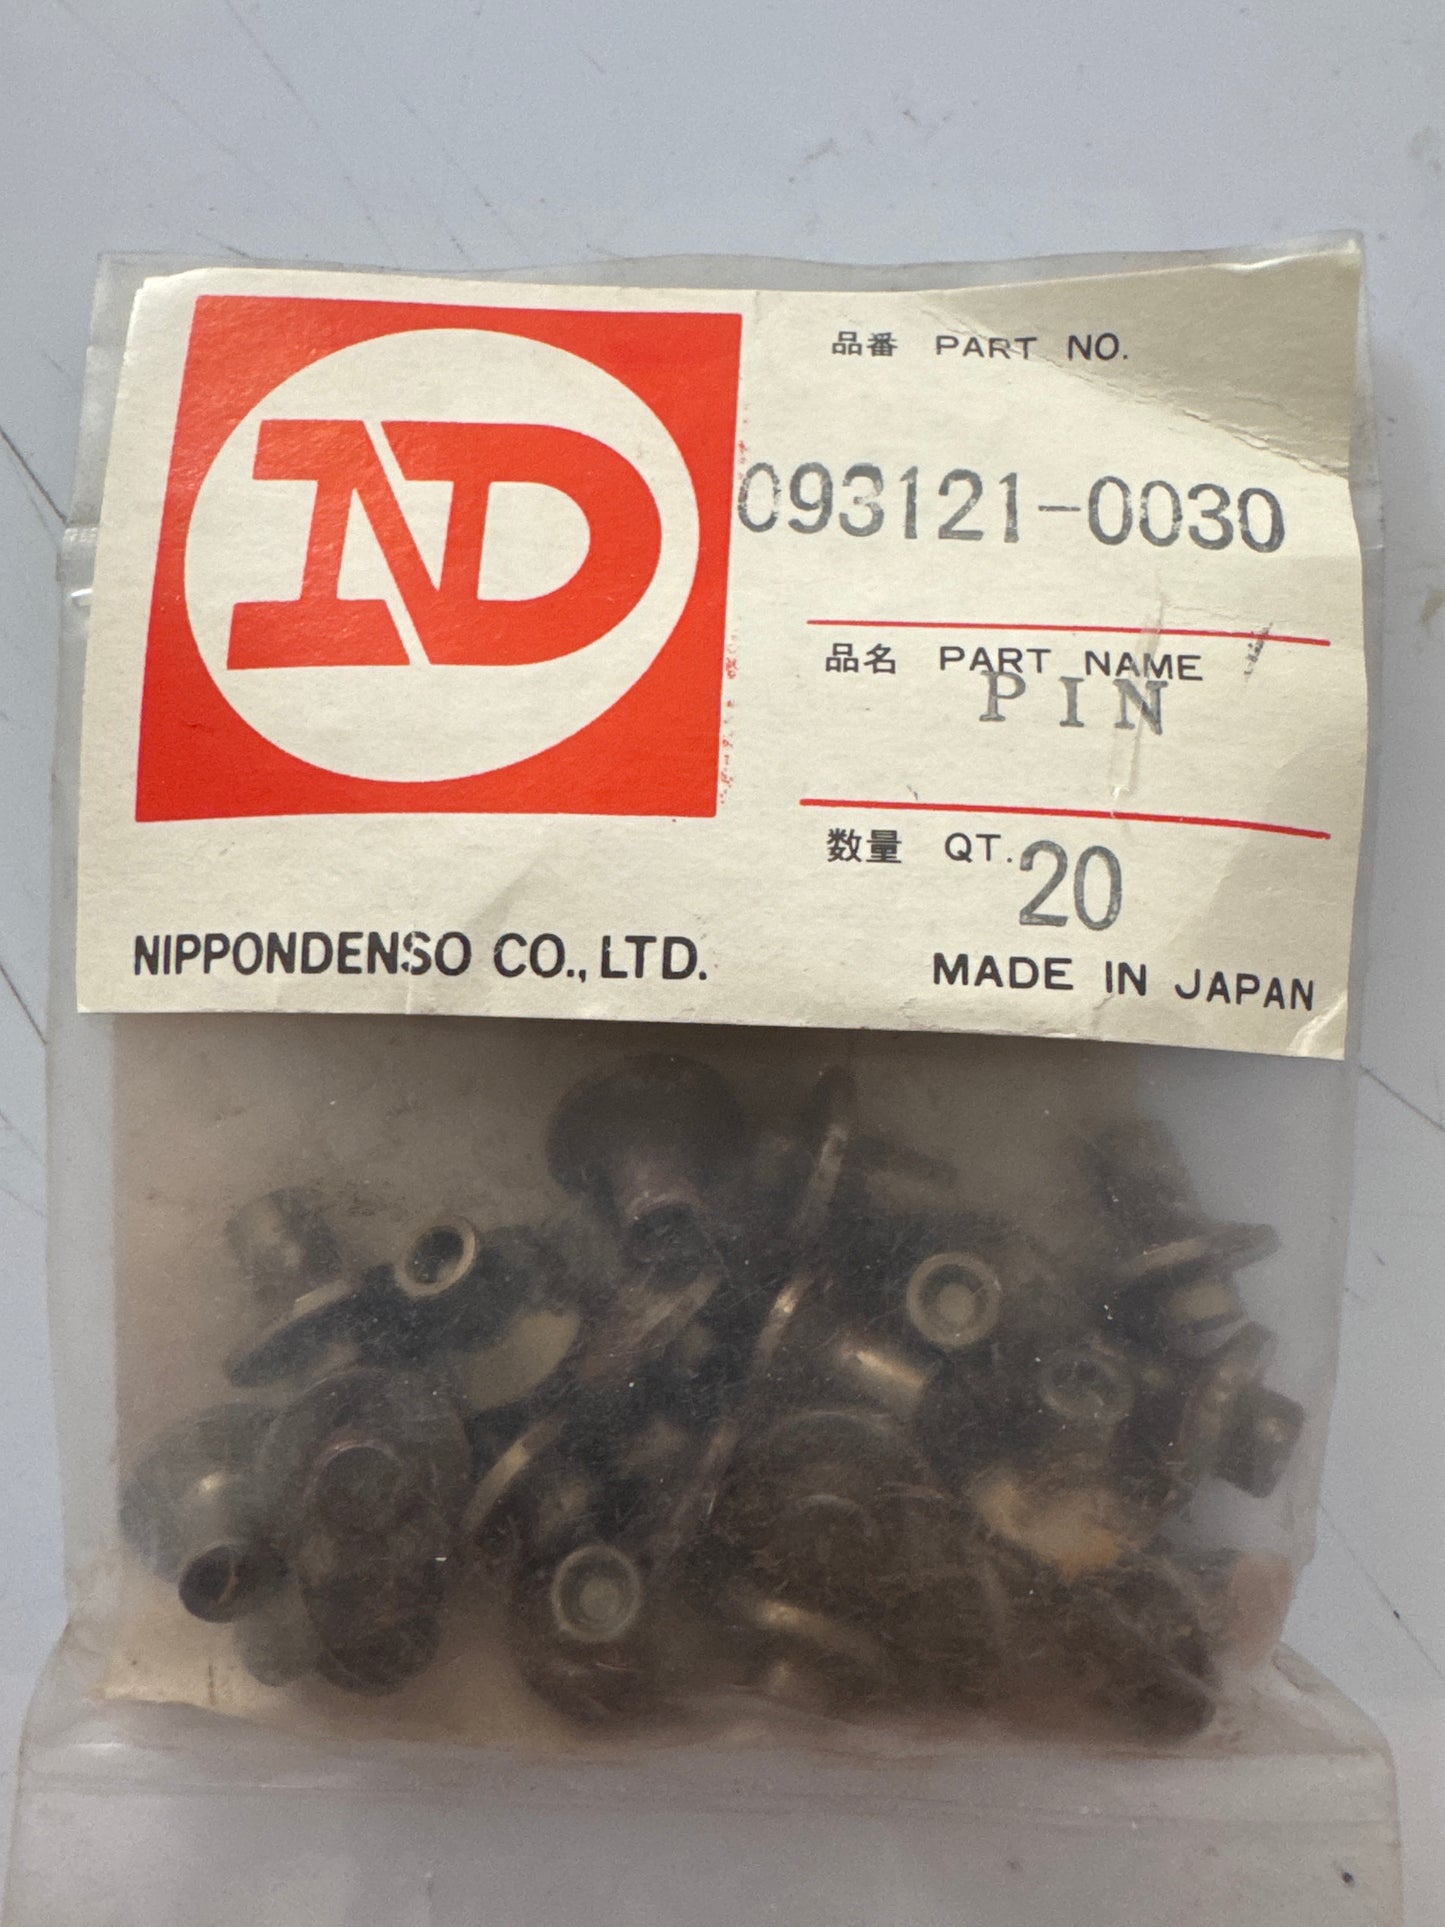 ND
品番 PART NO.
093121-0030
品名 PART NAME
PIN
数量 QT. 20
NIPPONDENSO CO., LTD.
MADE IN JAPAN